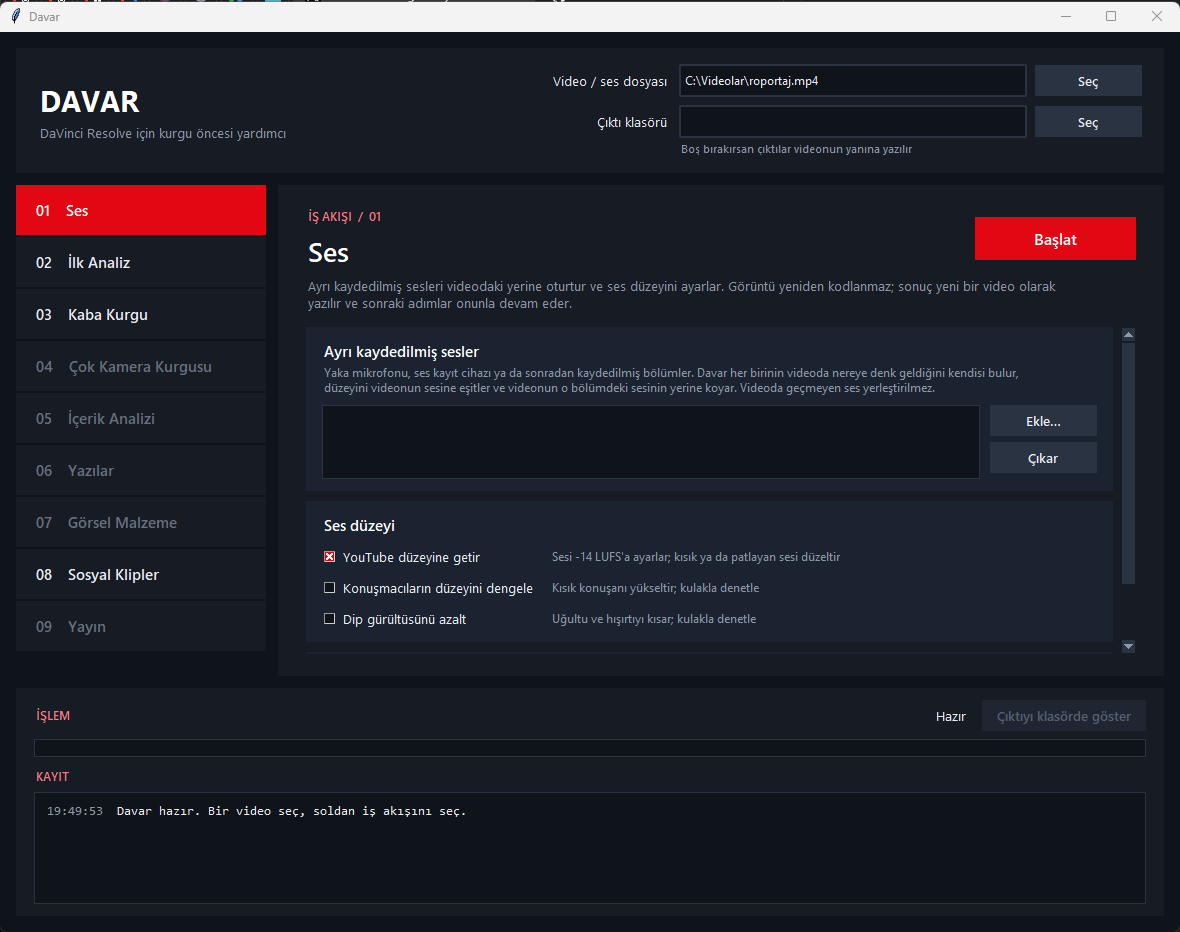 Davar
DAVAR
DaVinci Resolve için kurgu öncesi yardımcı
Video / ses dosyası
C:\Videolar\roportaj.mp4
Seç
Çıktı klasörü
Seç
Boş bırakırsan çıktılar videonun yanına yazılır
01 Ses
02 İlk Analiz
03 Kaba Kurgu
04 Çok Kamera Kurgusu
05 İçerik Analizi
06 Yazılar
07 Görsel Malzeme
08 Sosyal Klipler
09 Yayın
İŞ AKIŞI / 01
Ses
Başlat
Ayrı kaydedilmiş sesleri videodaki yerine oturtur ve ses düzeyini ayarlar. Görüntü yeniden kodlanmaz; sonuç yeni bir video olarak
yazılır ve sonraki adımlar onunla devam eder.
Ayrı kaydedilmiş sesler
Yaka mikrofonu, ses kayıt cihazı ya da sonradan kaydedilmiş bölümler. Davar her birinin videoda nereye denk geldiğini kendisi bulur,
düzeyini videonun sesine eşitler ve videonun o bölümdeki sesinin yerine koyar. Videoda geçmeyen ses yerleştirilmez.
Ekle...
Çıkar
Ses düzeyi
YouTube düzeyine getir
Sesi -14 LUFS'a ayarlar; kısık ya da patlayan sesi düzeltir
Konuşmacıların düzeyini dengele
Kısık konuşanı yükseltir; kulakla denetle
Dip gürültüsünü azalt
Uğultu ve hışırtıyı kısar; kulakla denetle
İŞLEM
Hazır
Çıktıyı klasörde göster
KAYIT
19:49:53 Davar hazır. Bir video seç, soldan iş akışını seç.